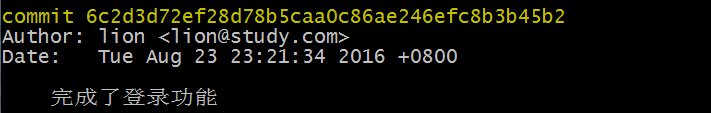 commit 6c2d3d72ef28d78b5caa0c86ae246efc8b3b45b2
Author: lion <lion@study.com>
Date:   Tue Aug 23 23:21:34 2016 +0800
完成了登录功能